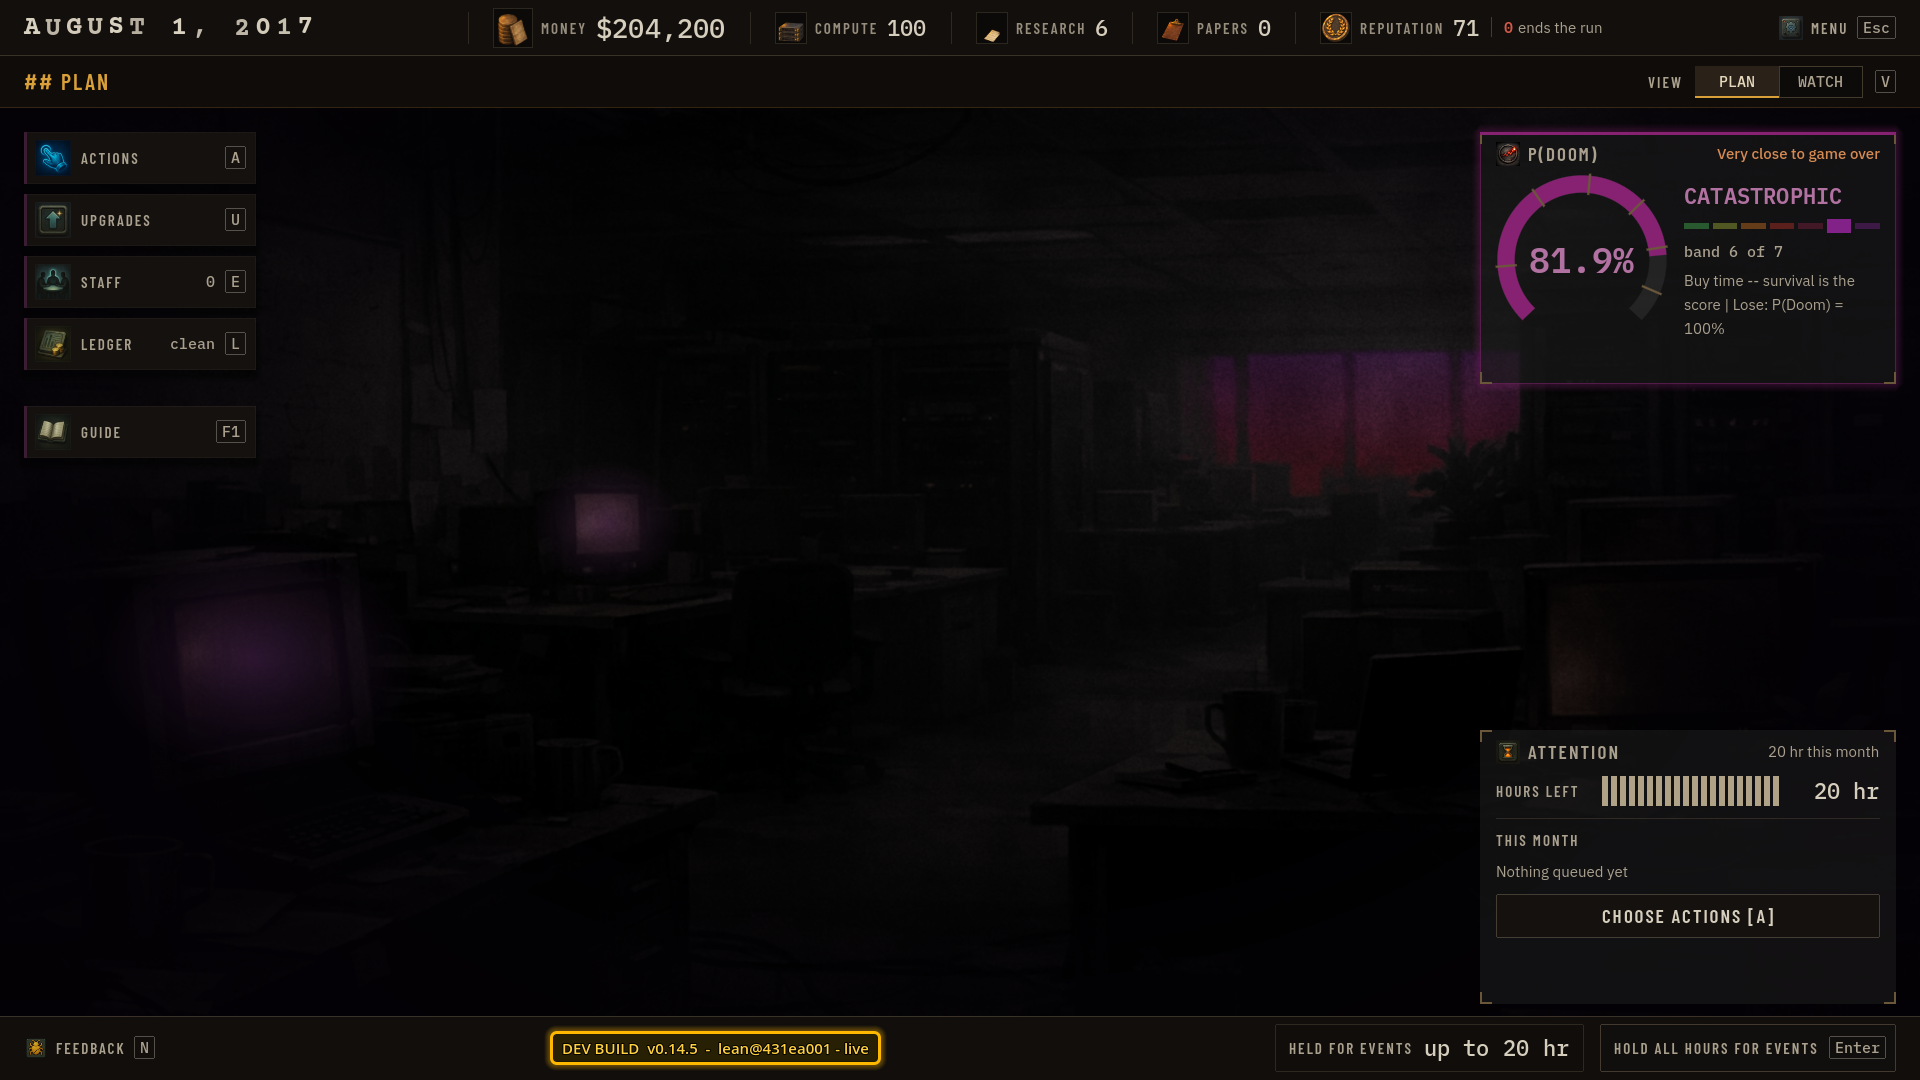 AUGUST 1, 2017
MONEY $204,200
COMPUTE 100
RESEARCH 6
PAPERS 0
REPUTATION 71 0 ends the run
MENU Esc
## PLAN
VIEW PLAN WATCH V
ACTIONS A
UPGRADES U
STAFF 0 E
LEDGER clean L
GUIDE F1
P(DOOM) Very close to game over
81.9%
CATASTROPHIC
band 6 of 7
Buy time -- survival is the
score | Lose: P(Doom) =
100%
ATTENTION 20 hr this month
HOURS LEFT 20 hr
THIS MONTH
Nothing queued yet
CHOOSE ACTIONS [A]
FEEDBACK N
DEV BUILD v0.14.5 - lean@431ea001 - live
HELD FOR EVENTS up to 20 hr
HOLD ALL HOURS FOR EVENTS Enter